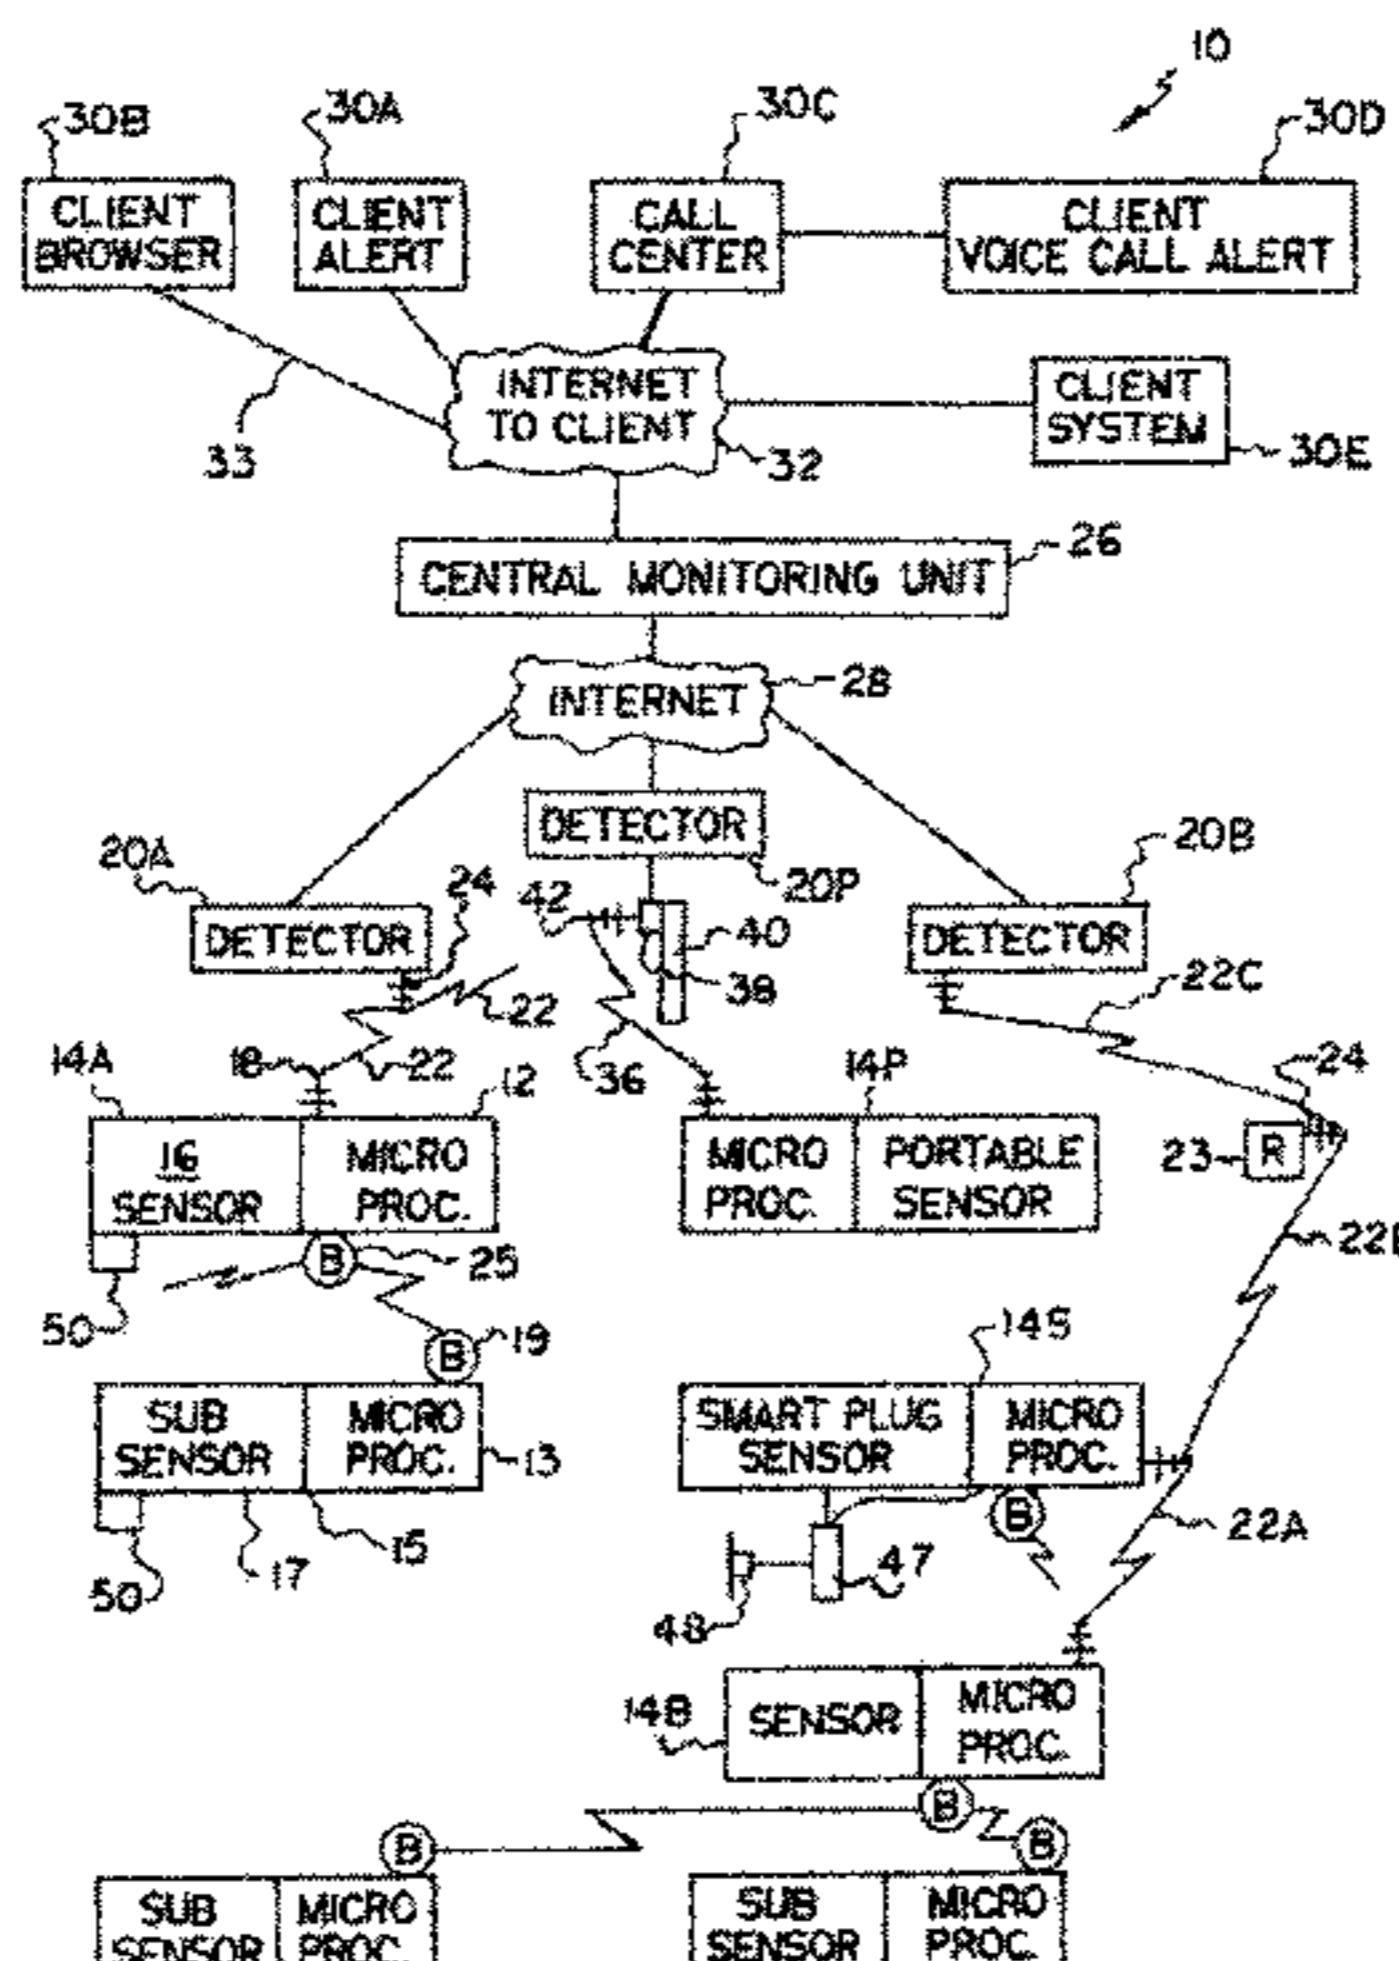 10
30B
30A
30C
30D
CLIENT
BROWSER
CLIENT
ALERT
CALL
CENTER
CLIENT
VOICE CALL ALERT
INTERNET
TO CLIENT
CLIENT
SYSTEM
33
32
30E
26
CENTRAL MONITORING UNIT
INTERNET
28
DETECTOR
20A
24
42
20P
20B
DETECTOR
40
DETECTOR
22
38
22C
14A
18
22
12
36
14P
24
16
SENSOR
MICRO
PROC.
MICRO
PROC.
PORTABLE
SENSOR
23
R
B
25
22B
50
19
B
14S
SUB
SENSOR
MICRO
PROC.
13
SMART PLUG
SENSOR
MICRO
PROC.
B
22A
50
17
15
47
48
14B
SENSOR
MICRO
PROC.
B
B
B
SUB
SENSOR
MICRO
PROC.
SUB
SENSOR
MICRO
PROC.